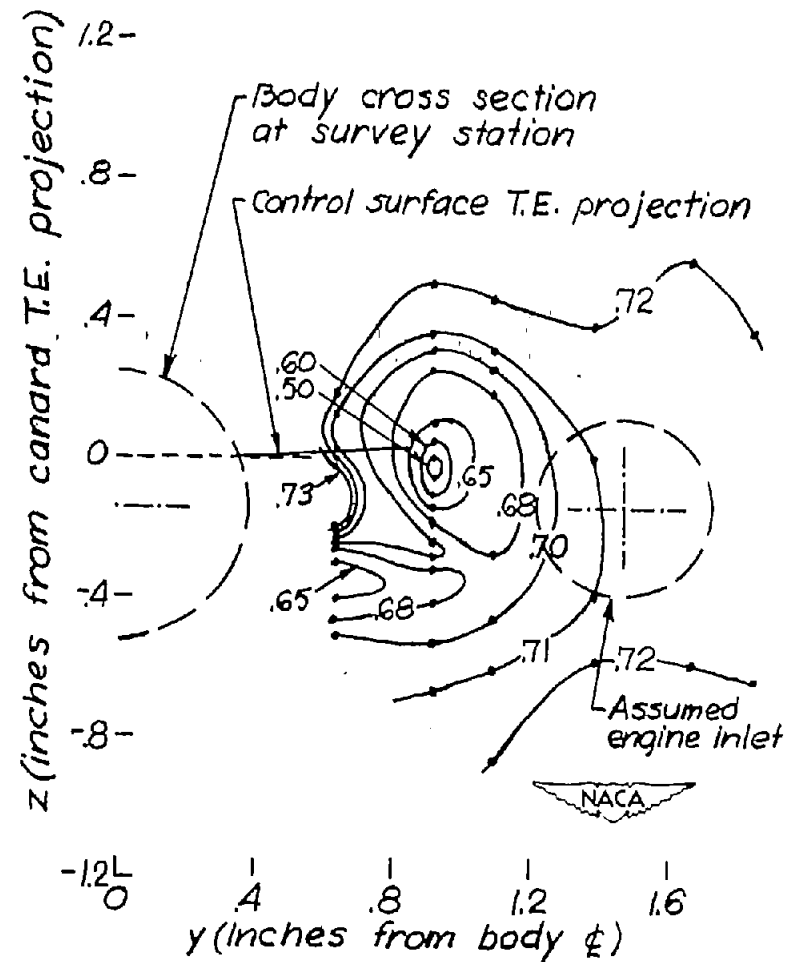 1.2
Body cross section
at survey station
.8
Control surface T.E. projection
z (inches from canard T.E. projection)
.4
.72
.60
.50
0
.65
.73
.68
.70
-.4
.65
.68
.71
.72
Assumed
engine inlet
-.8
NACA
-1.2
0
.4
.8
1.2
1.6
y (inches from body ℄)